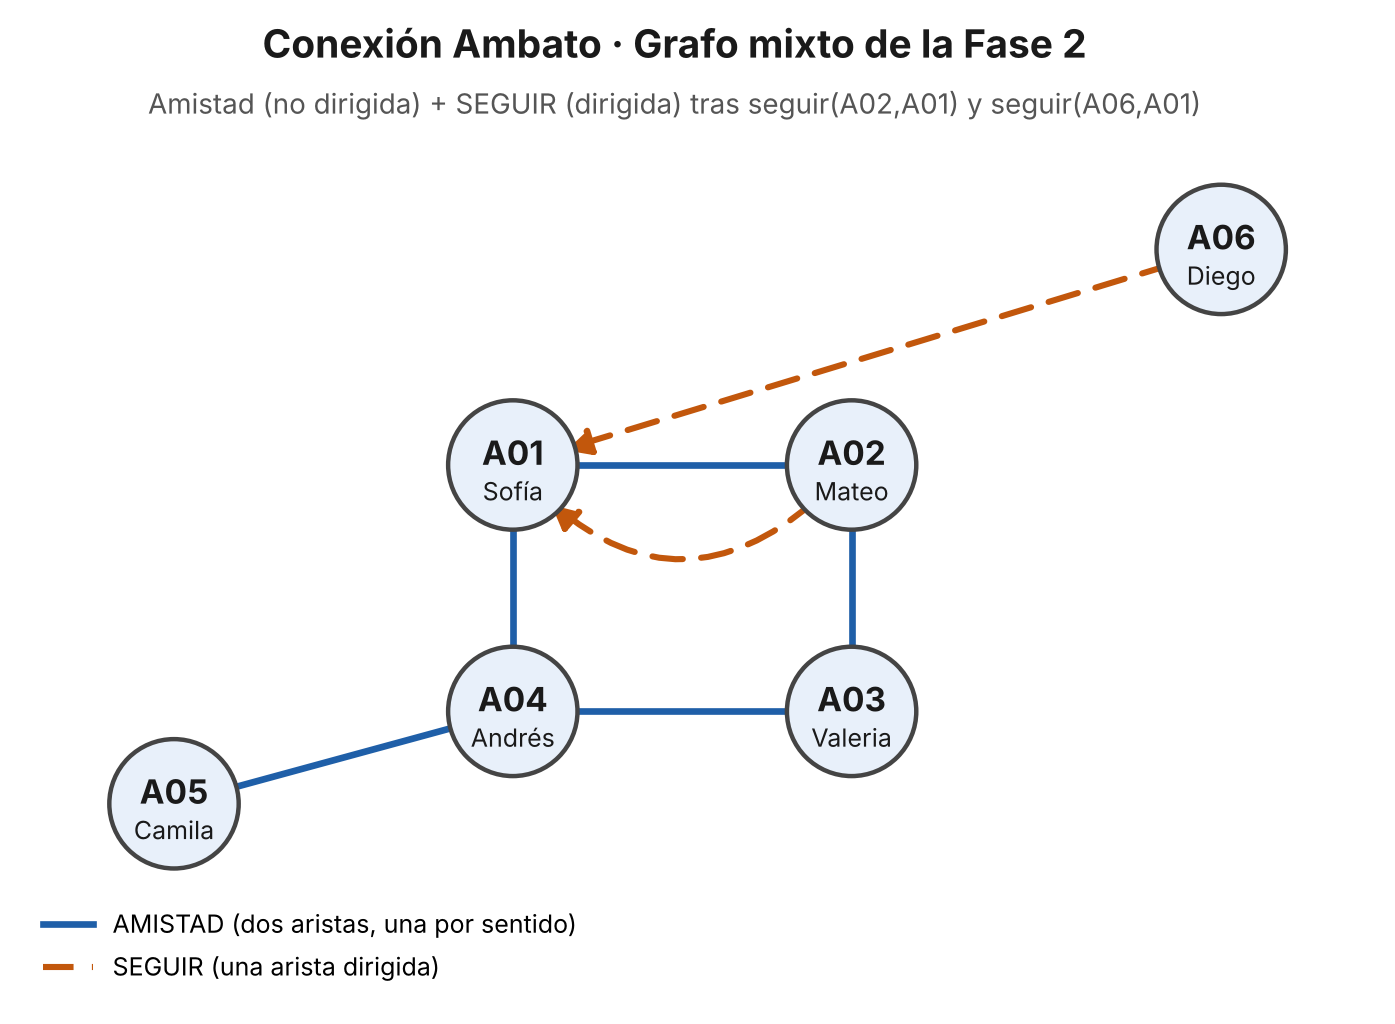 Conexión Ambato · Grafo mixto de la Fase 2
Amistad (no dirigida) + SEGUIR (dirigida) tras seguir(A02,A01) y seguir(A06,A01)
A06
Diego
A01
Sofía
A02
Mateo
A04
Andrés
A03
Valeria
A05
Camila
AMISTAD (dos aristas, una por sentido)
SEGUIR (una arista dirigida)